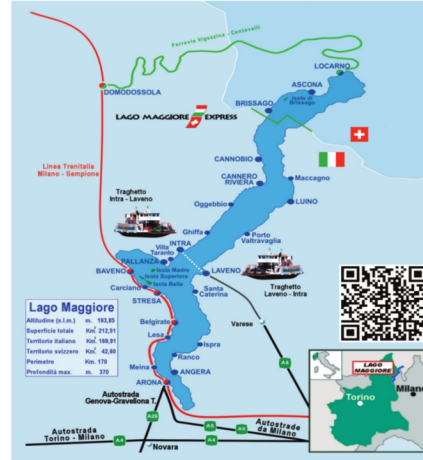 Ferrovia Vigezzina - Centovalli
LOCARNO
DOMODOSSOLA
ASCONA
Isole di
Brissago
BRISSAGO
LAGO MAGGIORE EXPRESS
Linea Trenitalia
Milano - Sempione
CANNOBIO
CANNERO
RIVIERA
Maccagno
Oggebbio
LUINO
Traghetto
Intra - Laveno
Ghiffa
Porto
Valtravaglia
INTRA
Villa
Taranto
PALLANZA
Isola Madre
Isola Superiore
Isola Bella
BAVENO
LAVENO
Traghetto
Laveno - Intra
Carciano
STRESA
Santa
Caterina
Lago Maggiore
Altitudine (s.l.m.) m. 193,85
Superficie totale Km² 212,51
Territorio italiano Km² 169,91
Territorio svizzero Km² 42,60
Perimetro Km. 170
Profondità max. m. 370
Belgirate
Varese
Lesa
Ispra
Ranco
Meina
ANGERA
ARONA
A8
LAGO
MAGGIORE
Torino
Milano
Autostrada
Genova-Gravellona T.
A26
Autostrada
Torino - Milano
A4
Novara
A8
A4
Autostrade
da Milano
A8